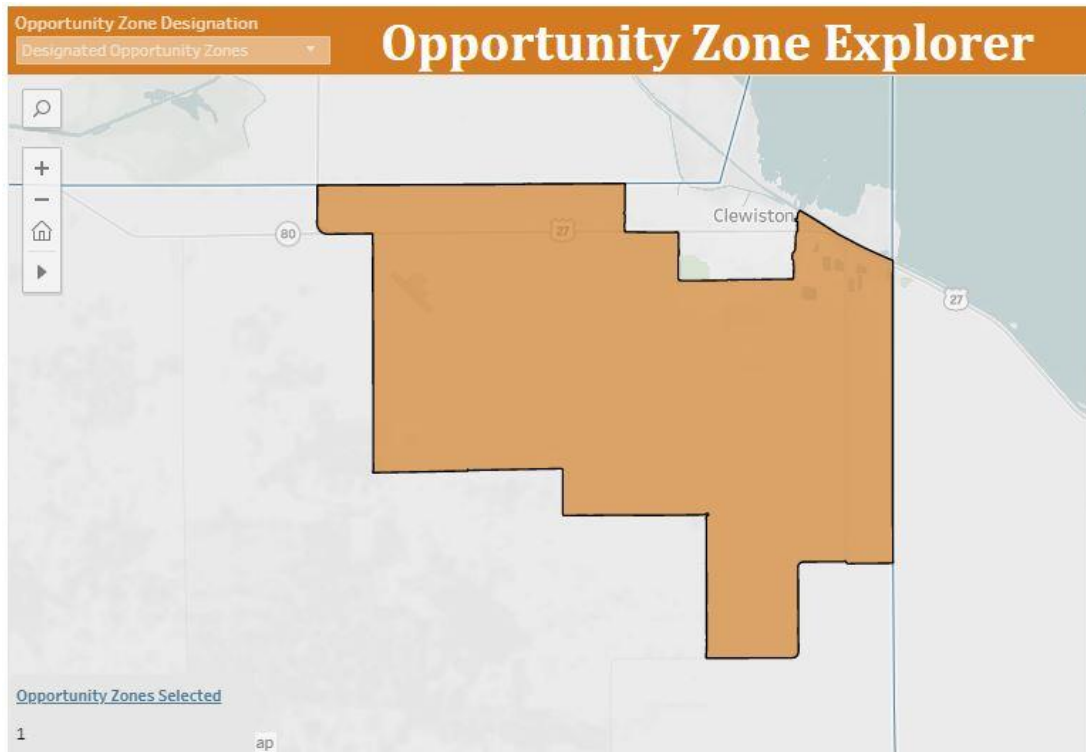 Opportunity Zone Designation
Designated Opportunity Zones
Opportunity Zone Explorer
Clewiston
80
27
27
Opportunity Zones Selected
1
ap